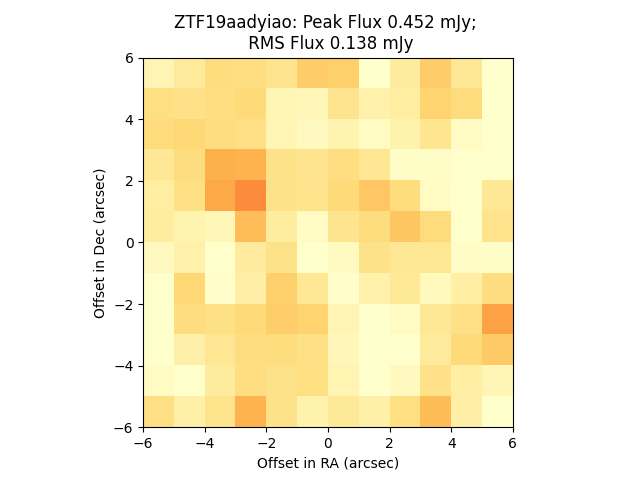 ZTF19aadyiao: Peak Flux 0.452 mJy;
RMS Flux 0.138 mJy
6
4
2
0
−2
−4
−6
Offset in Dec (arcsec)
−6 −4 −2 0 2 4 6
Offset in RA (arcsec)